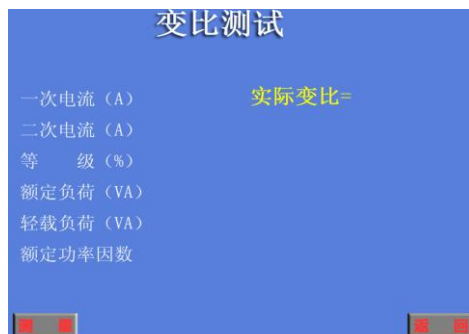 变比测试
一次电流（A）
实际变比=
二次电流（A）
等　　级（%）
额定负荷（VA）
轻载负荷（VA）
额定功率因数